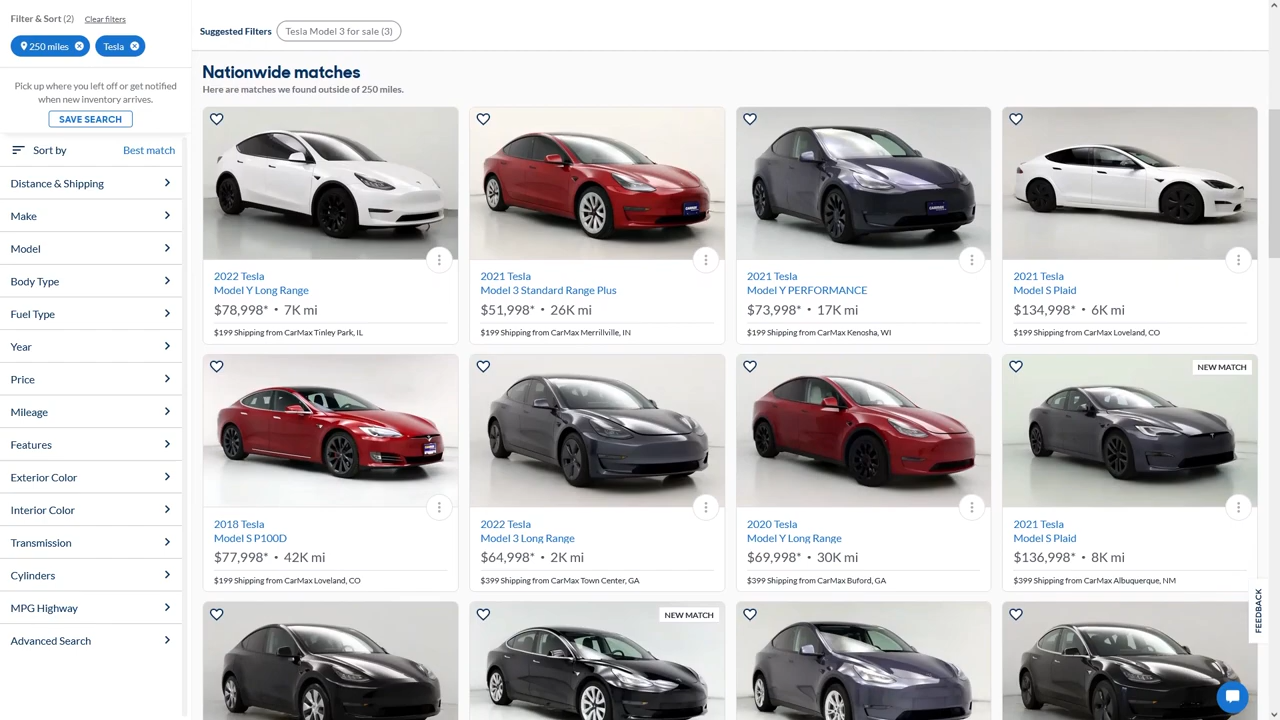 Filter & Sort (2) Clear filters
250 miles Tesla
Pick up where you left off or get notified
when new inventory arrives.
SAVE SEARCH
Sort by Best match
Distance & Shipping
Make
Model
Body Type
Fuel Type
Year
Price
Mileage
Features
Exterior Color
Interior Color
Transmission
Cylinders
MPG Highway
Advanced Search
Suggested Filters Tesla Model 3 for sale (3)
Nationwide matches
Here are matches we found outside of 250 miles.
2022 Tesla
Model Y Long Range
$78,998* • 7K mi
$199 Shipping from CarMax Tinley Park, IL
2021 Tesla
Model 3 Standard Range Plus
$51,998* • 26K mi
$199 Shipping from CarMax Merrillville, IN
2021 Tesla
Model Y PERFORMANCE
$73,998* • 17K mi
$199 Shipping from CarMax Kenosha, WI
2021 Tesla
Model S Plaid
$134,998* • 6K mi
$199 Shipping from CarMax Loveland, CO
2018 Tesla
Model S P100D
$77,998* • 42K mi
$199 Shipping from CarMax Loveland, CO
2022 Tesla
Model 3 Long Range
$64,998* • 2K mi
$399 Shipping from CarMax Town Center, GA
2020 Tesla
Model Y Long Range
$69,998* • 30K mi
$399 Shipping from CarMax Buford, GA
NEW MATCH
2021 Tesla
Model S Plaid
$136,998* • 8K mi
$399 Shipping from CarMax Albuquerque, NM
NEW MATCH
FEEDBACK